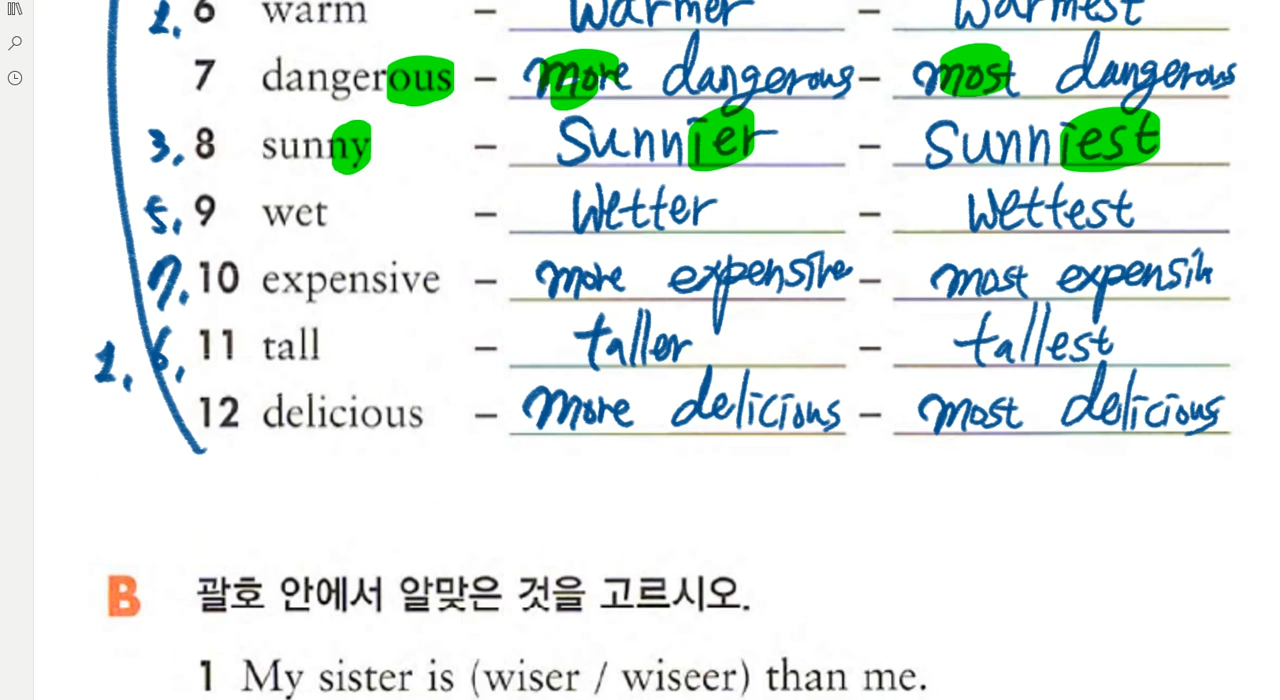 2. 6 warm – warmer – warmest
7 dangerous – more dangerous – most dangerous
3. 8 sunny – Sunnier – Sunniest
5. 9 wet – Wetter – Wettest
7. 10 expensive – more expensive – most
1. 6. 11 tall – taller – tallest
12 delicious – more delicious – most delicious
B 괄호 안에서 알맞은 것을 고르시오.
1 My sister is (wiser / wiseer) than me.